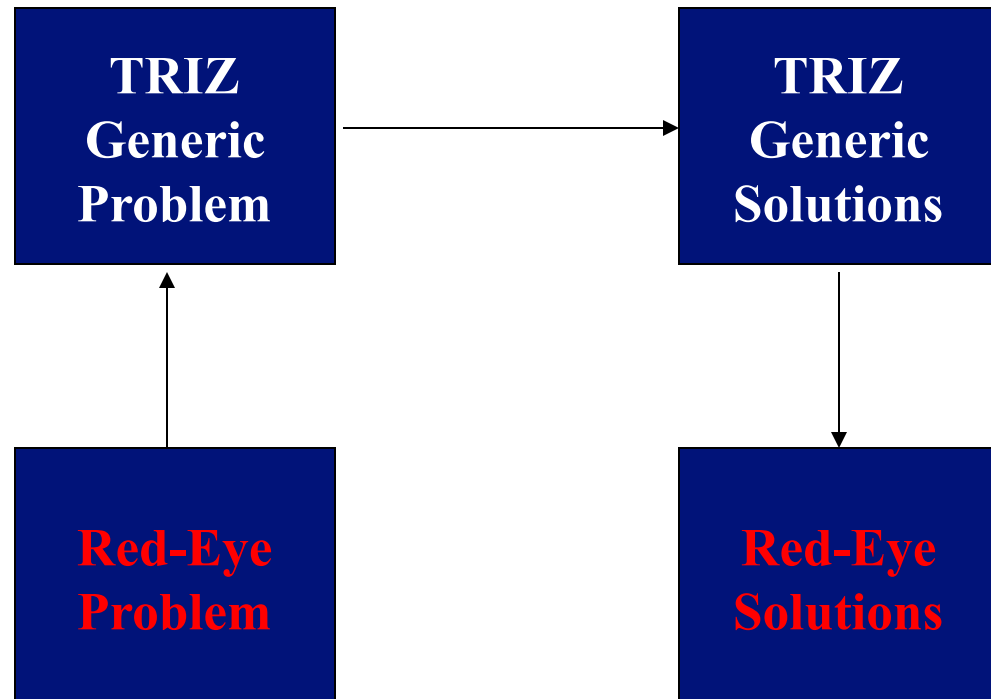 TRIZ
Generic
Problem
TRIZ
Generic
Solutions
Red-Eye
Problem
Red-Eye
Solutions